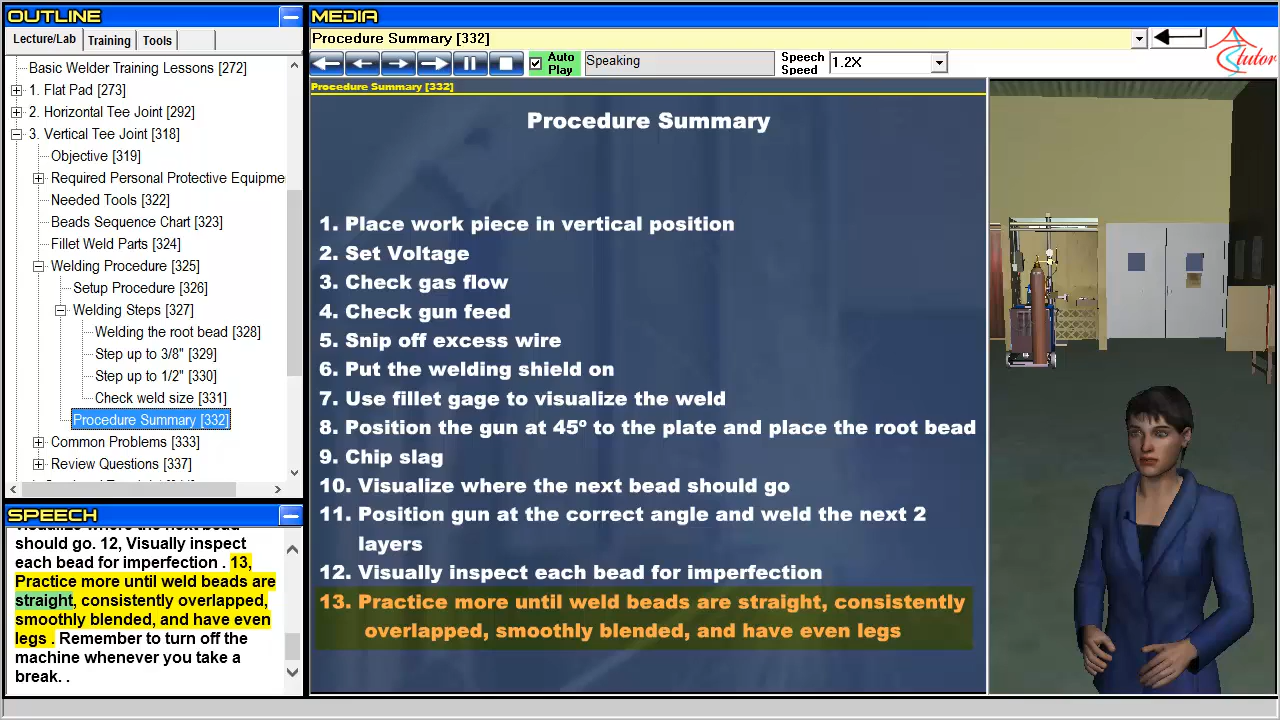 OUTLINE
Lecture/Lab Training Tools
Basic Welder Training Lessons [272]
1. Flat Pad [273]
2. Horizontal Tee Joint [292]
3. Vertical Tee Joint [318]
Objective [319]
Required Personal Protective Equipme
Needed Tools [322]
Beads Sequence Chart [323]
Fillet Weld Parts [324]
Welding Procedure [325]
Setup Procedure [326]
Welding Steps [327]
Welding the root bead [328]
Step up to 3/8" [329]
Step up to 1/2" [330]
Check weld size [331]
Procedure Summary [332]
Common Problems [333]
Review Questions [337]
SPEECH
should go. 12, Visually inspect
each bead for imperfection . 13,
Practice more until weld beads are
straight, consistently overlapped,
smoothly blended, and have even
legs . Remember to turn off the
machine whenever you take a
break. .
MEDIA
Procedure Summary [332]
Auto
Play
Speaking
Speech
Speed
1.2X
tutor
Procedure Summary [332]
Procedure Summary
1. Place work piece in vertical position
2. Set Voltage
3. Check gas flow
4. Check gun feed
5. Snip off excess wire
6. Put the welding shield on
7. Use fillet gage to visualize the weld
8. Position the gun at 45º to the plate and place the root bead
9. Chip slag
10. Visualize where the next bead should go
11. Position gun at the correct angle and weld the next 2
layers
12. Visually inspect each bead for imperfection
13. Practice more until weld beads are straight, consistently
overlapped, smoothly blended, and have even legs